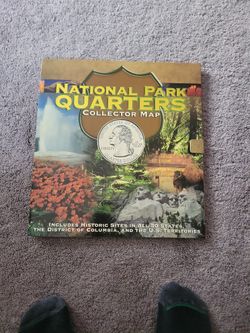 National Park
Quarters
Collector Map
Includes Historic Sites in All 50 States,
the District of Columbia, and the U.S. Territories